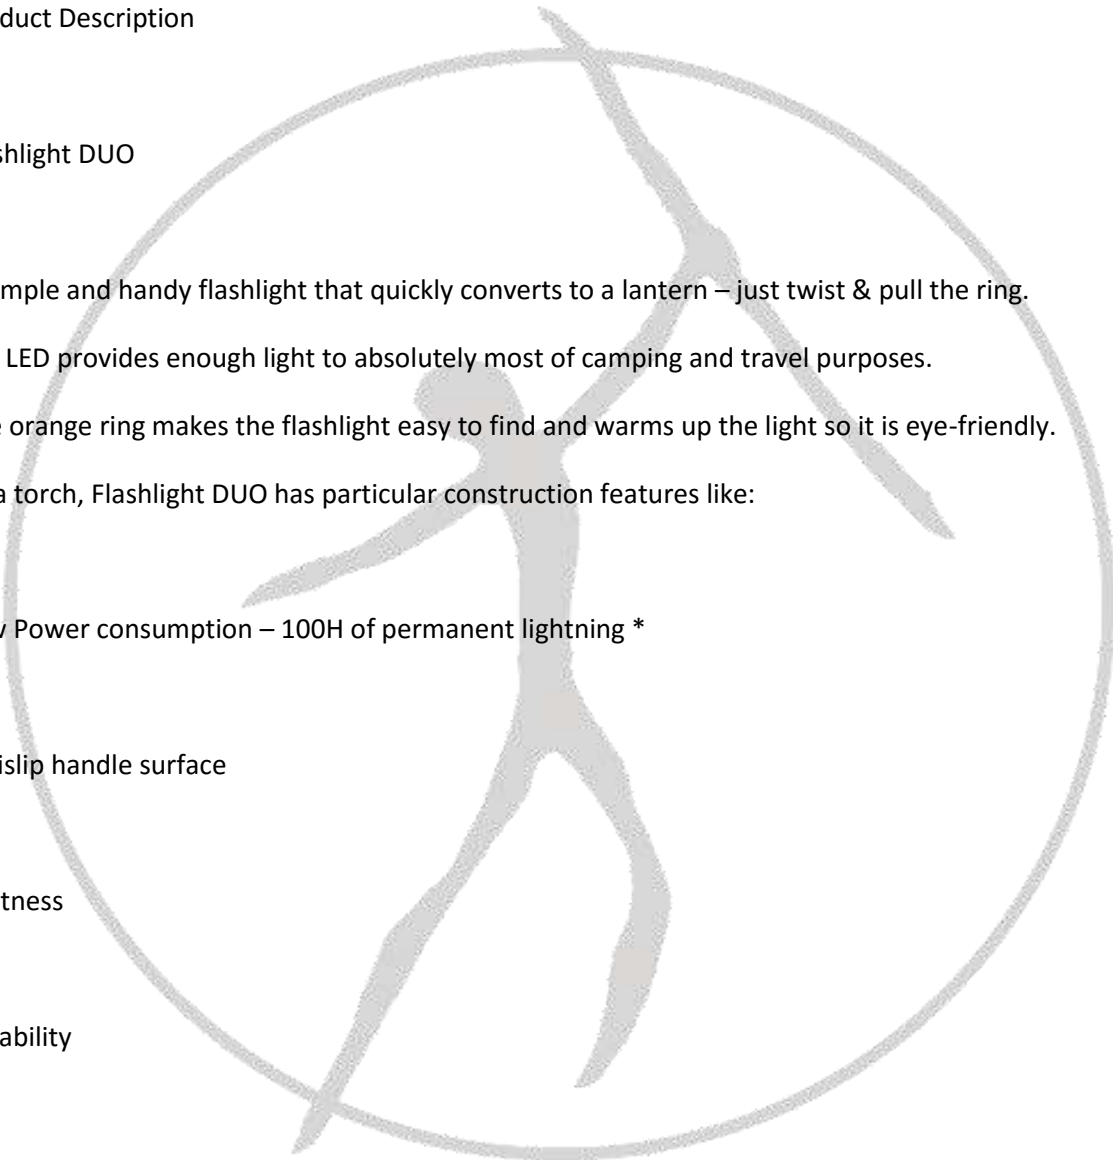 duct Description
shlight DUO
mple and handy flashlight that quickly converts to a lantern – just twist & pull the ring.
LED provides enough light to absolutely most of camping and travel purposes.
e orange ring makes the flashlight easy to find and warms up the light so it is eye-friendly.
a torch, Flashlight DUO has particular construction features like:
v Power consumption – 100H of permanent lightning *
islip handle surface
tness
ability